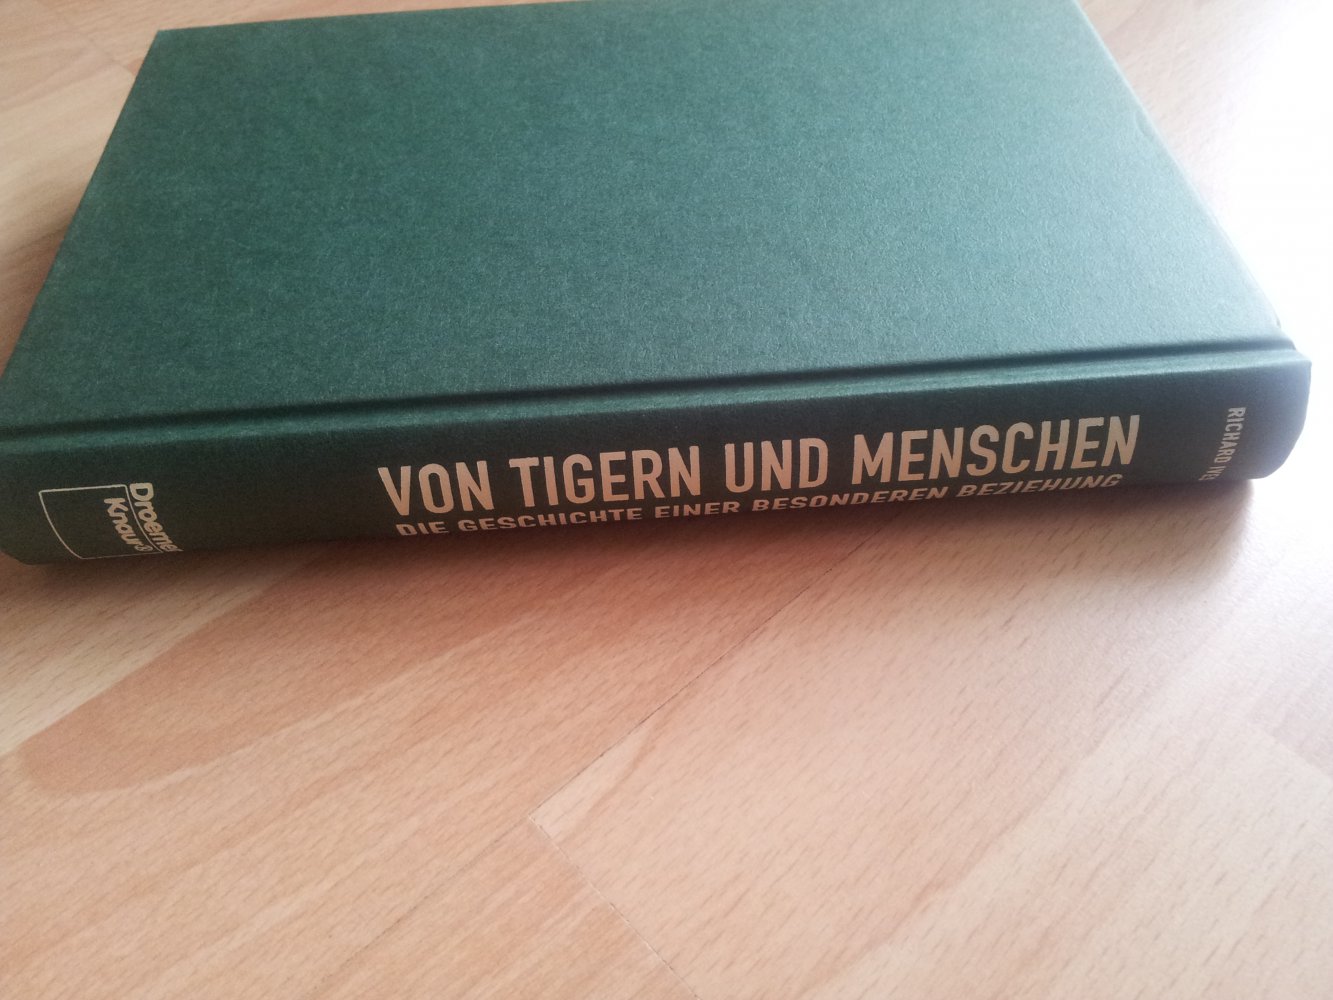 VON TIGERN UND MENSCHEN
DIE GESCHICHTE EINER BESONDEREN BEZIEHUNG
RICHARD
Droemer
Knaur®